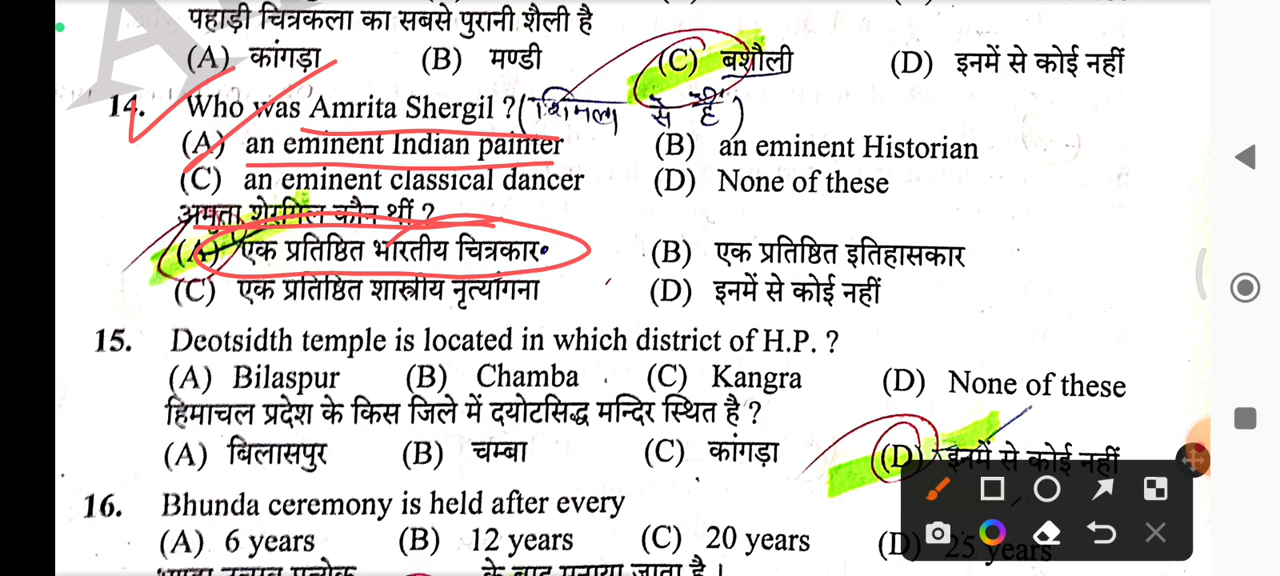 पहाड़ी चित्रकला का सबसे पुरानी शैली है
(A) कांगड़ा (B) मण्डी (C) बशौली (D) इनमें से कोई नहीं
14. Who was Amrita Shergil ? (शिमला से हैं)
(A) an eminent Indian painter (B) an eminent Historian
(C) an eminent classical dancer (D) None of these
अमृता शेरगिल कौन थीं ?
(A) एक प्रतिष्ठित भारतीय चित्रकार (B) एक प्रतिष्ठित इतिहासकार
(C) एक प्रतिष्ठित शास्त्रीय नृत्यांगना (D) इनमें से कोई नहीं
15. Deotsidth temple is located in which district of H.P. ?
(A) Bilaspur (B) Chamba (C) Kangra (D) None of these
हिमाचल प्रदेश के किस जिले में दयोटसिद्ध मन्दिर स्थित है ?
(A) बिलासपुर (B) चम्बा (C) कांगड़ा (D) इनमें से कोई नहीं
16. Bhunda ceremony is held after every
(A) 6 years (B) 12 years (C) 20 years (D) 25 years
के बाद मनाया जाता है ।